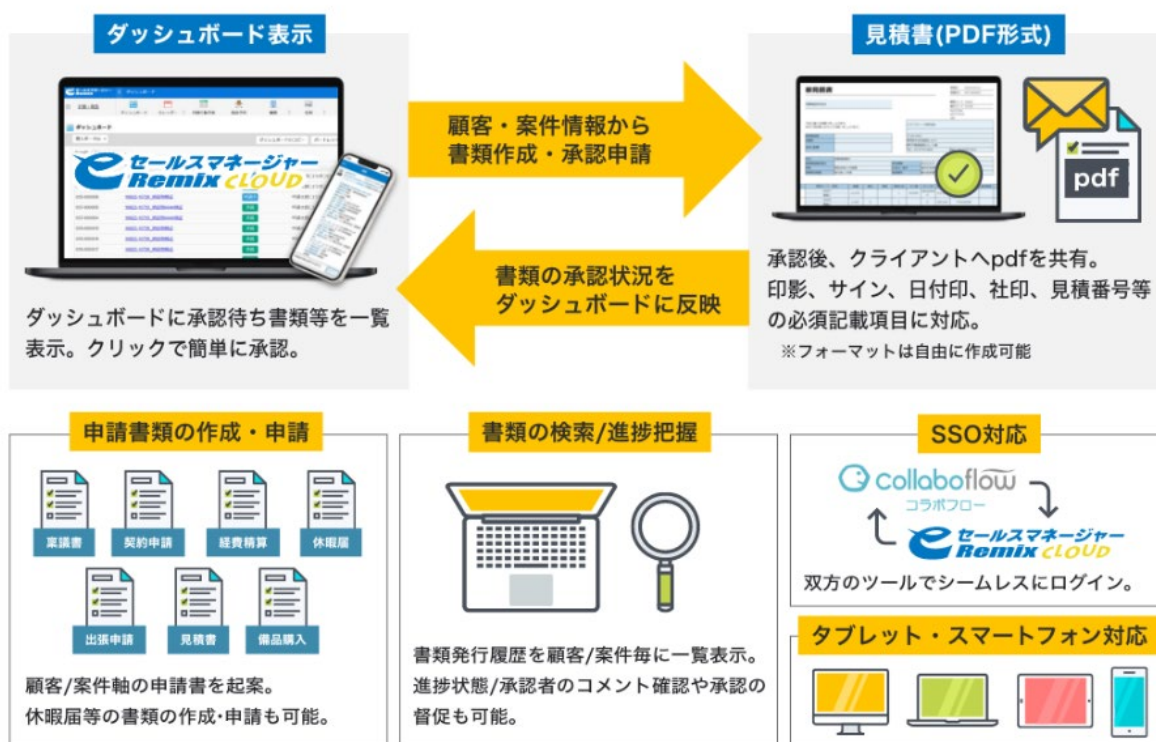 ダッシュボード表示
eセールスマネージャー
Remix CLOUD
ダッシュボードに承認待ち書類等を一覧
表示。クリックで簡単に承認。
顧客・案件情報から
書類作成・承認申請
書類の承認状況を
ダッシュボードに反映
見積書(PDF形式)
pdf
承認後、クライアントへpdfを共有。
印影、サイン、日付印、社印、見積番号等
の必須記載項目に対応。
※フォーマットは自由に作成可能
申請書類の作成・申請
稟議書
契約申請
経費精算
休暇届
出張申請
見積書
備品購入
顧客/案件軸の申請書を起案。
休暇届等の書類の作成・申請も可能。
書類の検索/進捗把握
書類発行履歴を顧客/案件毎に一覧表示。
進捗状態/承認者のコメント確認や承認の
督促も可能。
SSO対応
collaboflow
コラボフロー
eセールスマネージャー
Remix CLOUD
双方のツールでシームレスにログイン。
タブレット・スマートフォン対応